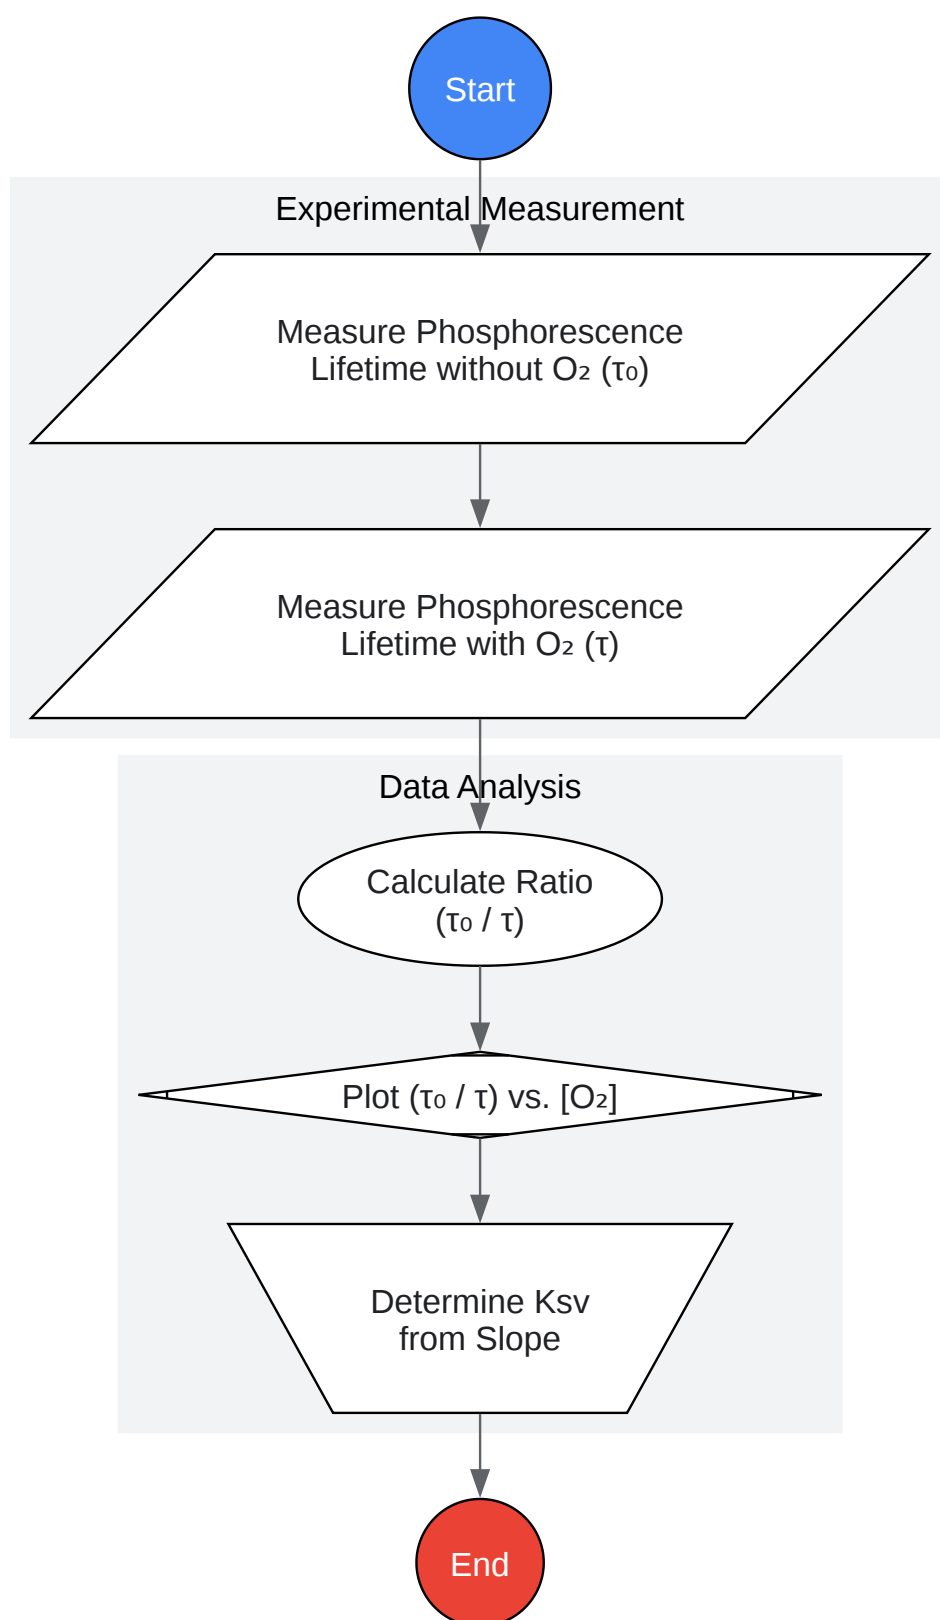 Start
Experimental Measurement
Measure Phosphorescence
Lifetime without O₂ (τ₀)
Measure Phosphorescence
Lifetime with O₂ (τ)
Data Analysis
Calculate Ratio
(τ₀ / τ)
Plot (τ₀ / τ) vs. [O₂]
Determine Ksv
from Slope
End